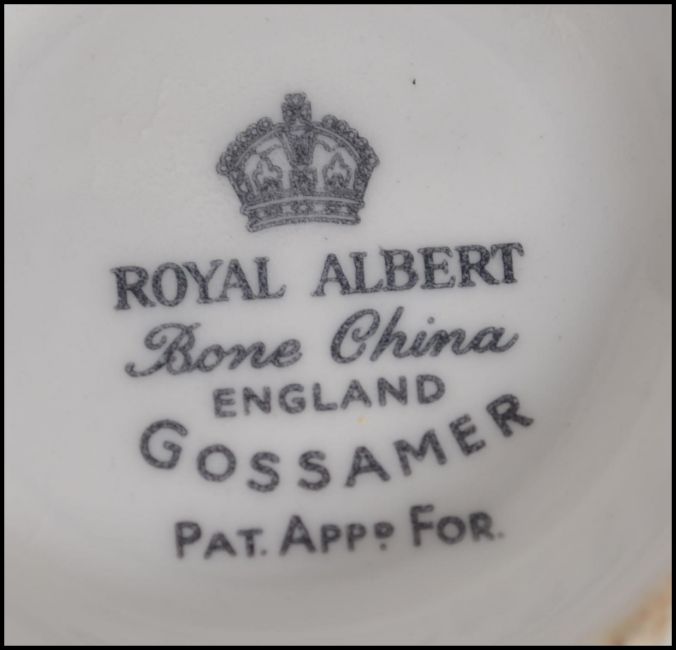 ROYAL ALBERT
Bone China
ENGLAND
GOSSAMER
PAT. APPD FOR.